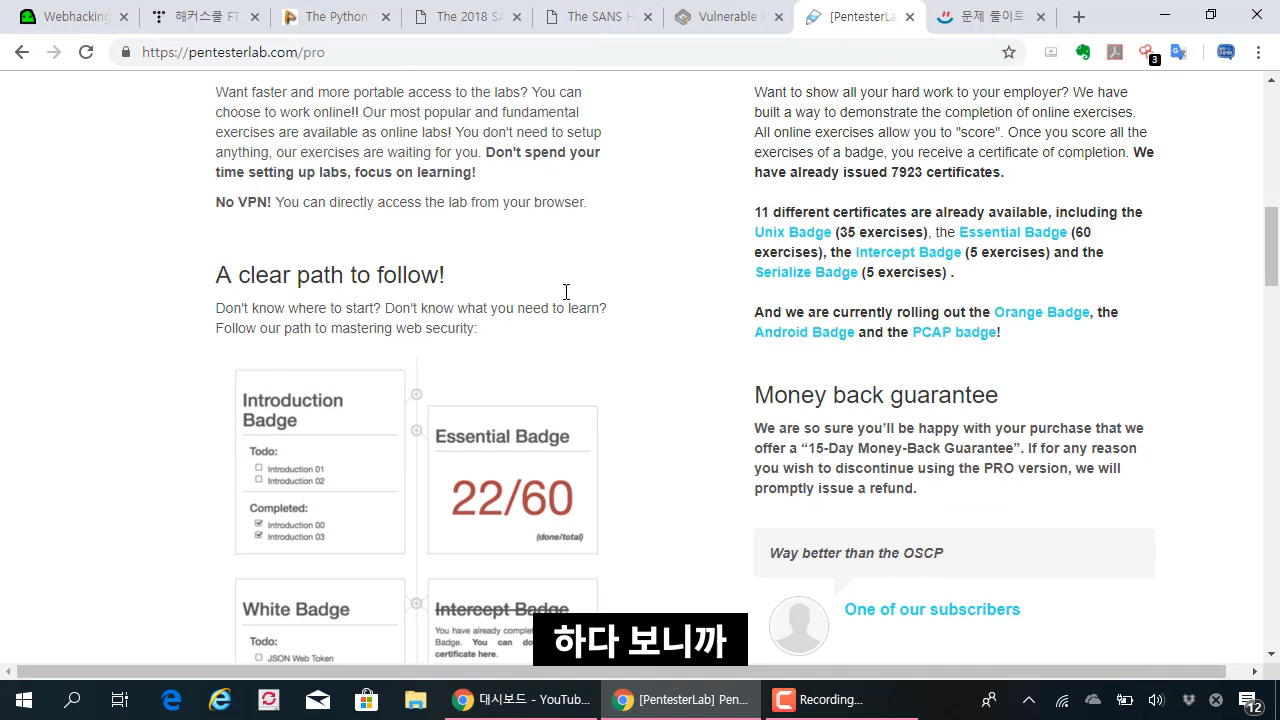 Webhacking
해커스쿨 FT
The Python
The 2018 SA
The SANS H
Vulnerable B
[PentesterLa
문제 풀이로
https://pentesterlab.com/pro
3
Want faster and more portable access to the labs? You can
choose to work online!! Our most popular and fundamental
exercises are available as online labs! You don't need to setup
anything, our exercises are waiting for you. Don't spend your
time setting up labs, focus on learning!
No VPN! You can directly access the lab from your browser.
A clear path to follow!
Don't know where to start? Don't know what you need to learn?
Follow our path to mastering web security:
Introduction
Badge
Todo:
Introduction 01
Introduction 02
Completed:
Introduction 00
Introduction 03
Essential Badge
22/60
(done/total)
White Badge
Todo:
JSON Web Token
Intercept Badge
You have already complet
Badge. You can do
certificate here.
Want to show all your hard work to your employer? We have
built a way to demonstrate the completion of online exercises.
All online exercises allow you to "score". Once you score all the
exercises of a badge, you receive a certificate of completion. We
have already issued 7923 certificates.
11 different certificates are already available, including the
Unix Badge (35 exercises), the Essential Badge (60
exercises), the Intercept Badge (5 exercises) and the
Serialize Badge (5 exercises) .
And we are currently rolling out the Orange Badge, the
Android Badge and the PCAP badge!
Money back guarantee
We are so sure you’ll be happy with your purchase that we
offer a “15-Day Money-Back Guarantee”. If for any reason
you wish to discontinue using the PRO version, we will
promptly issue a refund.
Way better than the OSCP
One of our subscribers
하다 보니까
대시보드 - YouTub...
[PentesterLab] Pen...
Recording...
12